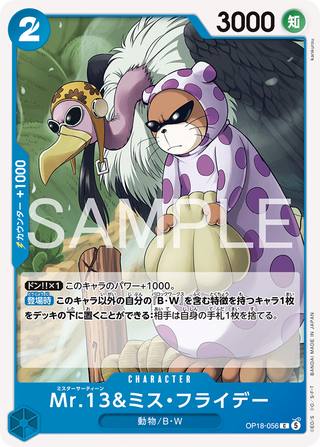 2
3000
知
カウンター +1000
SAMPLE
ドン!!×1 このキャラのパワー+1000。
登場時 このキャラ以外の自分の『B・W』を含む特徴を持つキャラ1枚
をデッキの下に置くことができる:相手は自身の手札1枚を捨てる。
CHARACTER
ミスターサーティーン
Mr.13&ミス・フライデー
動物/B・W
OP18-056 C